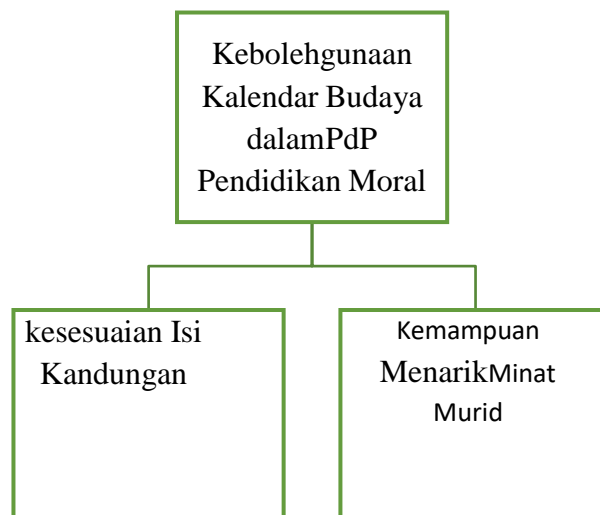 Kebolehgunaan
Kalendar Budaya
dalamPdP
Pendidikan Moral
kesesuaian Isi
Kandungan
Kemampuan
MenarikMinat
Murid